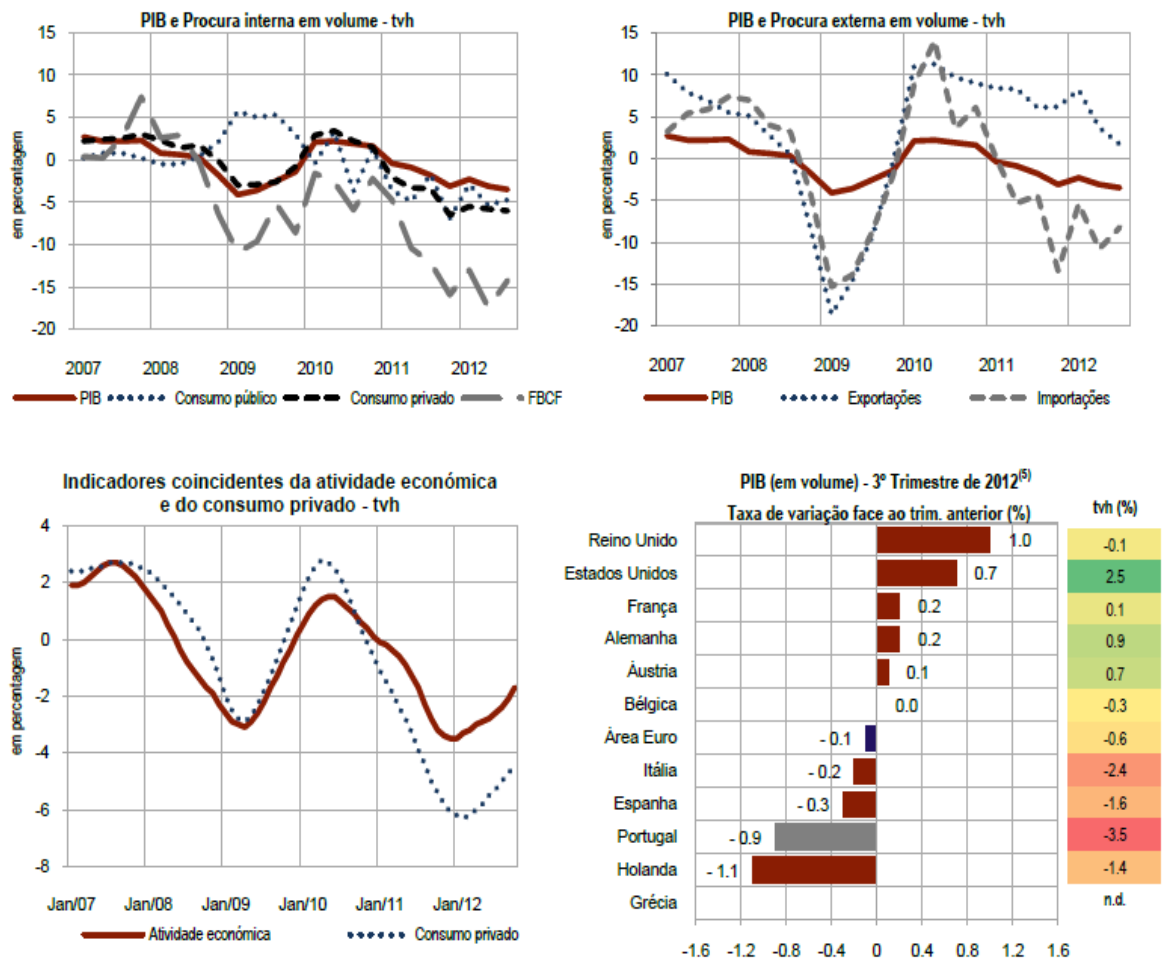 PIB e Procura interna em volume - tvh
15
10
5
0
-5
-10
-15
-20
em percentagem
2007 2008 2009 2010 2011 2012
PIB Consumo público Consumo privado FBCF
PIB e Procura externa em volume - tvh
15
10
5
0
-5
-10
-15
-20
em percentagem
2007 2008 2009 2010 2011 2012
PIB Exportações Importações
Indicadores coincidentes da atividade económica
e do consumo privado - tvh
4
2
0
-2
-4
-6
-8
em percentagem
Jan/07 Jan/08 Jan/09 Jan/10 Jan/11 Jan/12
Atividade económica Consumo privado
PIB (em volume) - 3º Trimestre de 2012(5)
Taxa de variação face ao trim. anterior (%) tvh (%)
Reino Unido 1.0 -0.1
Estados Unidos 0.7 2.5
França 0.2 0.1
Alemanha 0.2 0.9
Áustria 0.1 0.7
Bélgica 0.0 -0.3
Área Euro - 0.1 -0.6
Itália - 0.2 -2.4
Espanha - 0.3 -1.6
Portugal - 0.9 -3.5
Holanda - 1.1 -1.4
Grécia n.d.
-1.6 -1.2 -0.8 -0.4 0 0.4 0.8 1.2 1.6